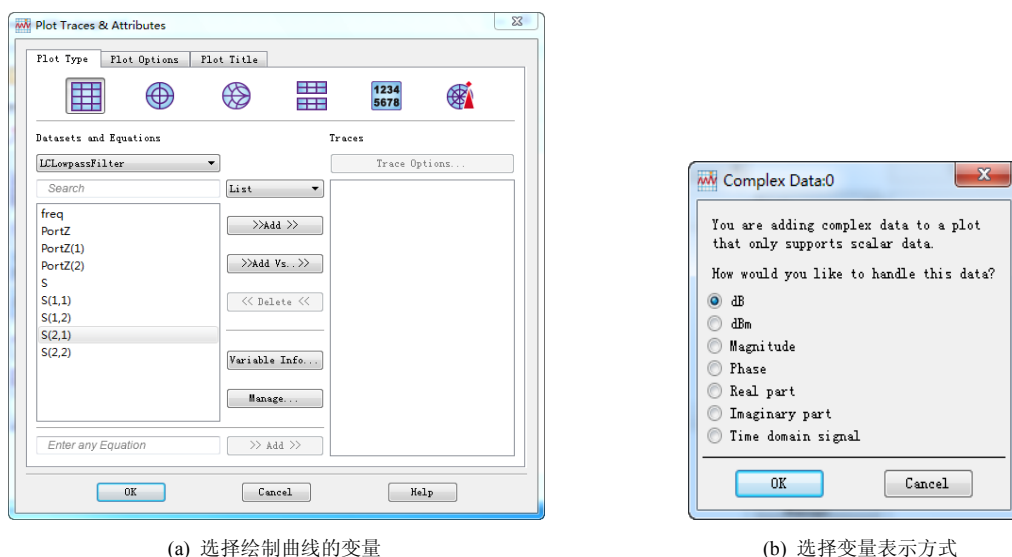 Plot Traces & Attributes
Plot Type Plot Options Plot Title
1234
5678
Datasets and Equations
Traces
LCLowpassFilter
Trace Options...
Search
List
freq
PortZ
PortZ(1)
PortZ(2)
S
S(1,1)
S(1,2)
S(2,1)
S(2,2)
>>Add >>
>>Add Vs..>>
<< Delete <<
Variable Info...
Manage...
Enter any Equation
>> Add >>
OK
Cancel
Help
(a) 选择绘制曲线的变量
Complex Data:0
You are adding complex data to a plot
that only supports scalar data.
How would you like to handle this data?
dB
dBm
Magnitude
Phase
Real part
Imaginary part
Time domain signal
OK
Cancel
(b) 选择变量表示方式